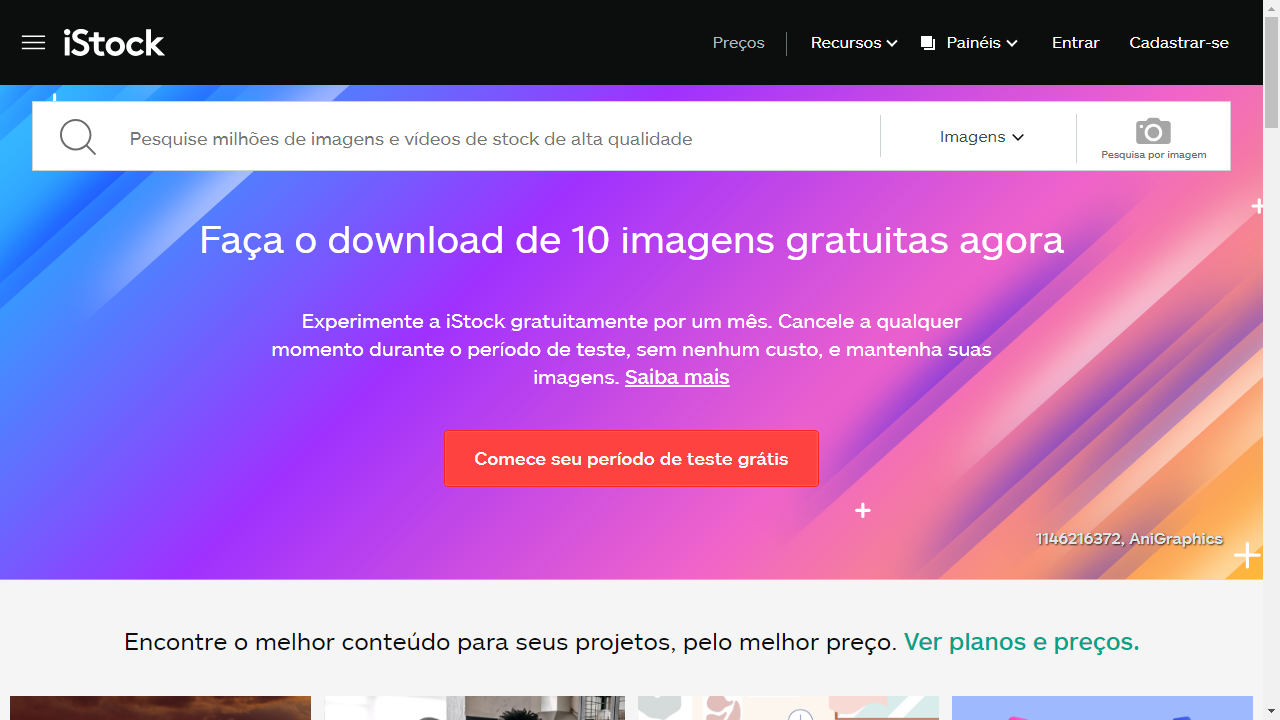 iStock
Preços
Recursos
Painéis
Entrar
Cadastrar-se
Pesquise milhões de imagens e vídeos de stock de alta qualidade
Imagens
Pesquisa por imagem
Faça o download de 10 imagens gratuitas agora
Experimente a iStock gratuitamente por um mês. Cancele a qualquer
momento durante o período de teste, sem nenhum custo, e mantenha suas
imagens. Saiba mais
Comece seu período de teste grátis
1146216372, AniGraphics
Encontre o melhor conteúdo para seus projetos, pelo melhor preço. Ver planos e preços.